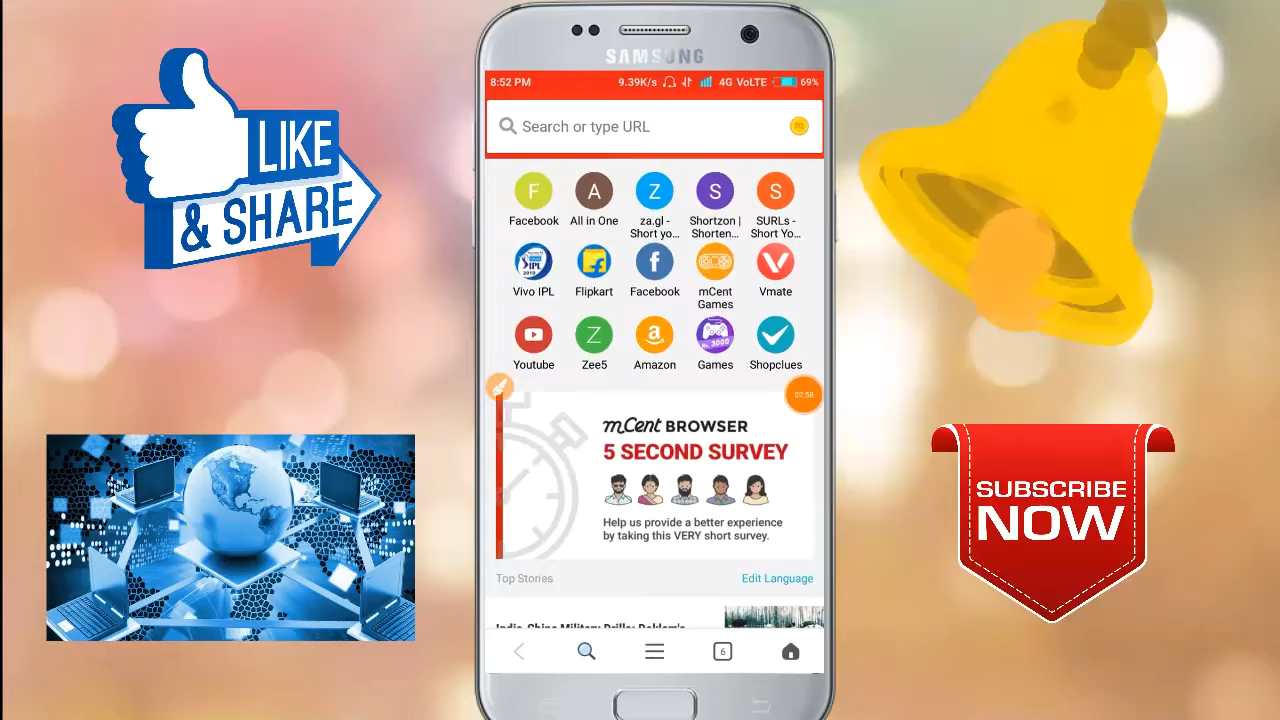 LIKE
& SHARE
SAMSUNG
8:52 PM 9.39K/s 4G VoLTE 69%
Search or type URL
F A Z S S
Facebook All in One za.gl - Shortzon | SURLs -
Short yo... Shorten... Short Yo...
Vivo IPL Flipkart Facebook mCent Vmate
Games
Rs. 3000
Youtube Zee5 Amazon Games Shopclues
02:58
mCent BROWSER
5 SECOND SURVEY
Help us provide a better experience
by taking this VERY short survey.
Top Stories Edit Language
6
SUBSCRIBE
NOW